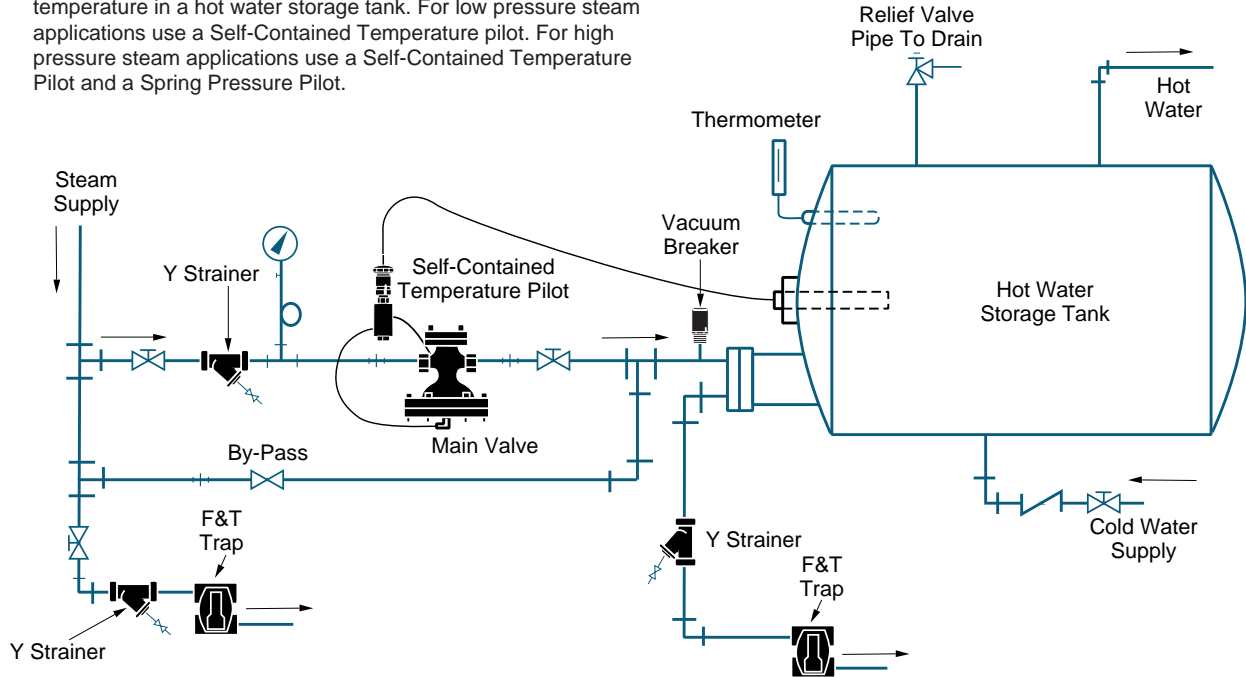 temperature in a hot water storage tank. For low pressure steam
applications use a Self-Contained Temperature pilot. For high
pressure steam applications use a Self-Contained Temperature
Pilot and a Spring Pressure Pilot.
Relief Valve
Pipe To Drain
Hot
Water
Thermometer
Steam
Supply
Vacuum
Breaker
Y Strainer
Self-Contained
Temperature Pilot
Hot Water
Storage Tank
Main Valve
By-Pass
F&T
Trap
Y Strainer
Cold Water
Supply
F&T
Trap
Y Strainer